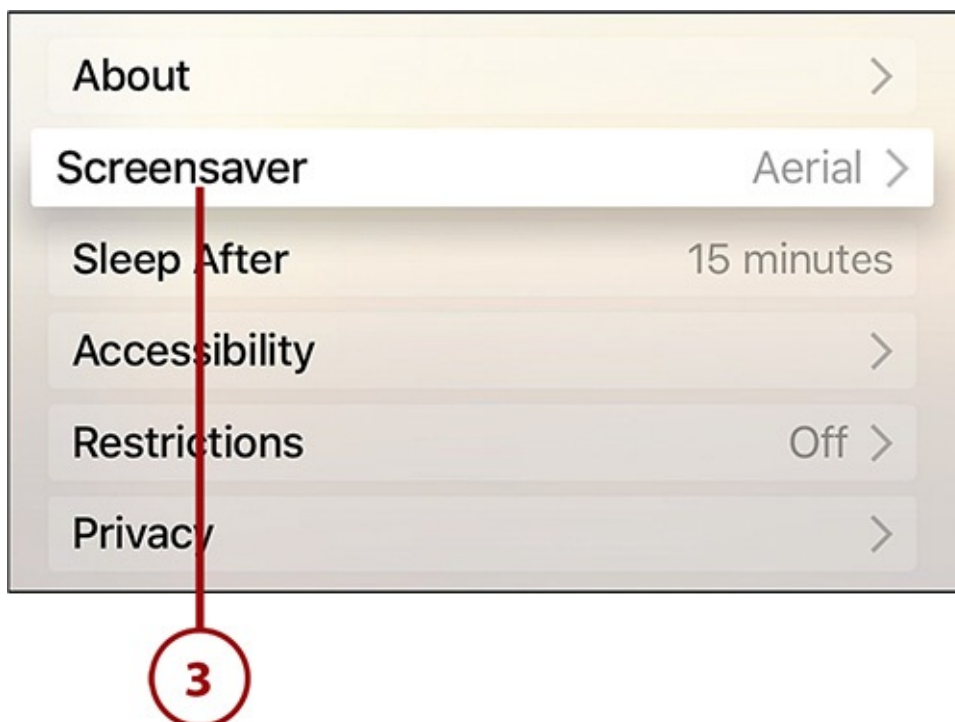 About
Screensaver Aerial
Sleep After 15 minutes
Accessibility
Restrictions Off
Privacy
3